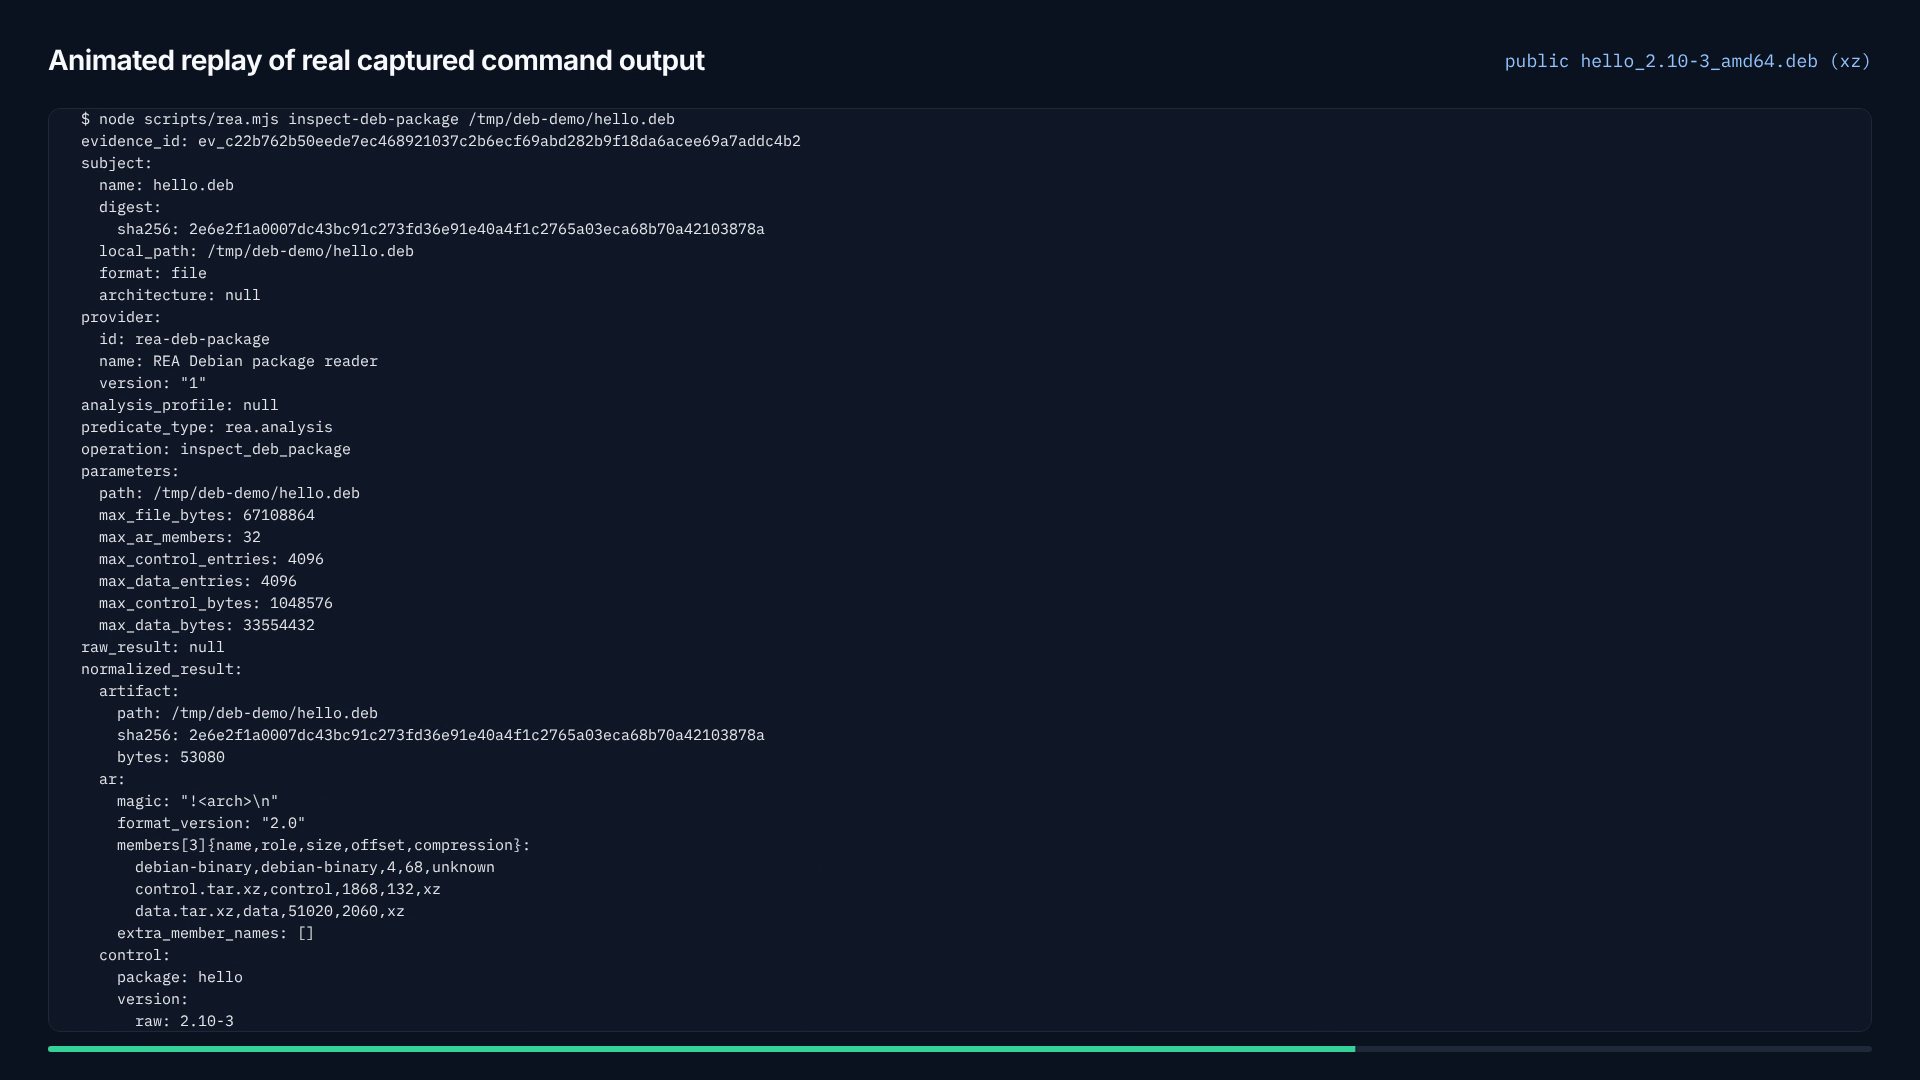 Animated replay of real captured command output
public hello_2.10-3_amd64.deb (xz)
$ node scripts/rea.mjs inspect-deb-package /tmp/deb-demo/hello.deb
evidence_id: ev_c22b762b50eede7ec468921037c2b6ecf69abd282b9f18da6acee69a7addc4b2
subject:
  name: hello.deb
  digest:
    sha256: 2e6e2f1a0007dc43bc91c273fd36e91e40a4f1c2765a03eca68b70a42103878a
  local_path: /tmp/deb-demo/hello.deb
  format: file
  architecture: null
provider:
  id: rea-deb-package
  name: REA Debian package reader
  version: "1"
analysis_profile: null
predicate_type: rea.analysis
operation: inspect_deb_package
parameters:
  path: /tmp/deb-demo/hello.deb
  max_file_bytes: 67108864
  max_ar_members: 32
  max_control_entries: 4096
  max_data_entries: 4096
  max_control_bytes: 1048576
  max_data_bytes: 33554432
raw_result: null
normalized_result:
  artifact:
    path: /tmp/deb-demo/hello.deb
    sha256: 2e6e2f1a0007dc43bc91c273fd36e91e40a4f1c2765a03eca68b70a42103878a
    bytes: 53080
  ar:
    magic: "!<arch>\n"
    format_version: "2.0"
    members[3]{name,role,size,offset,compression}:
      debian-binary,debian-binary,4,68,unknown
      control.tar.xz,control,1868,132,xz
      data.tar.xz,data,51020,2060,xz
    extra_member_names: []
  control:
    package: hello
    version:
      raw: 2.10-3